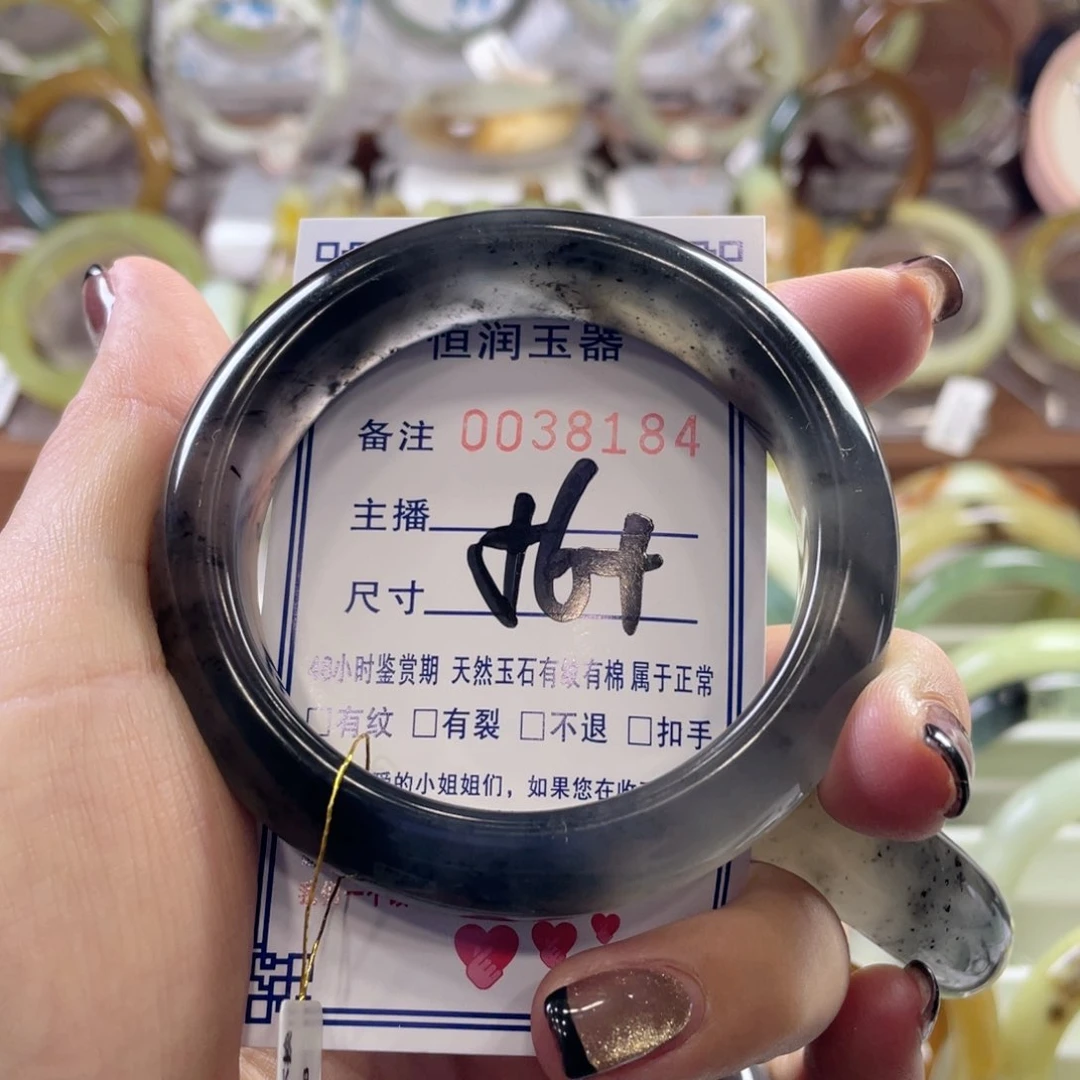 恒润玉器
备注 0038184
主播
尺寸
48小时鉴赏期 天然玉石有纹有棉属于正常
□有纹 □有裂 □不退 □扣手
爱的小姐姐们，如果您在收